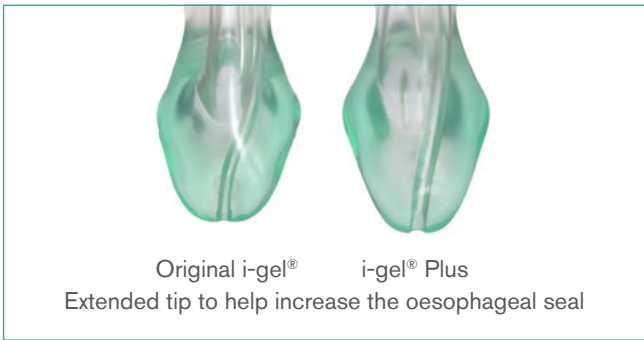 Original i-gel® i-gel® Plus
Extended tip to help increase the oesophageal seal